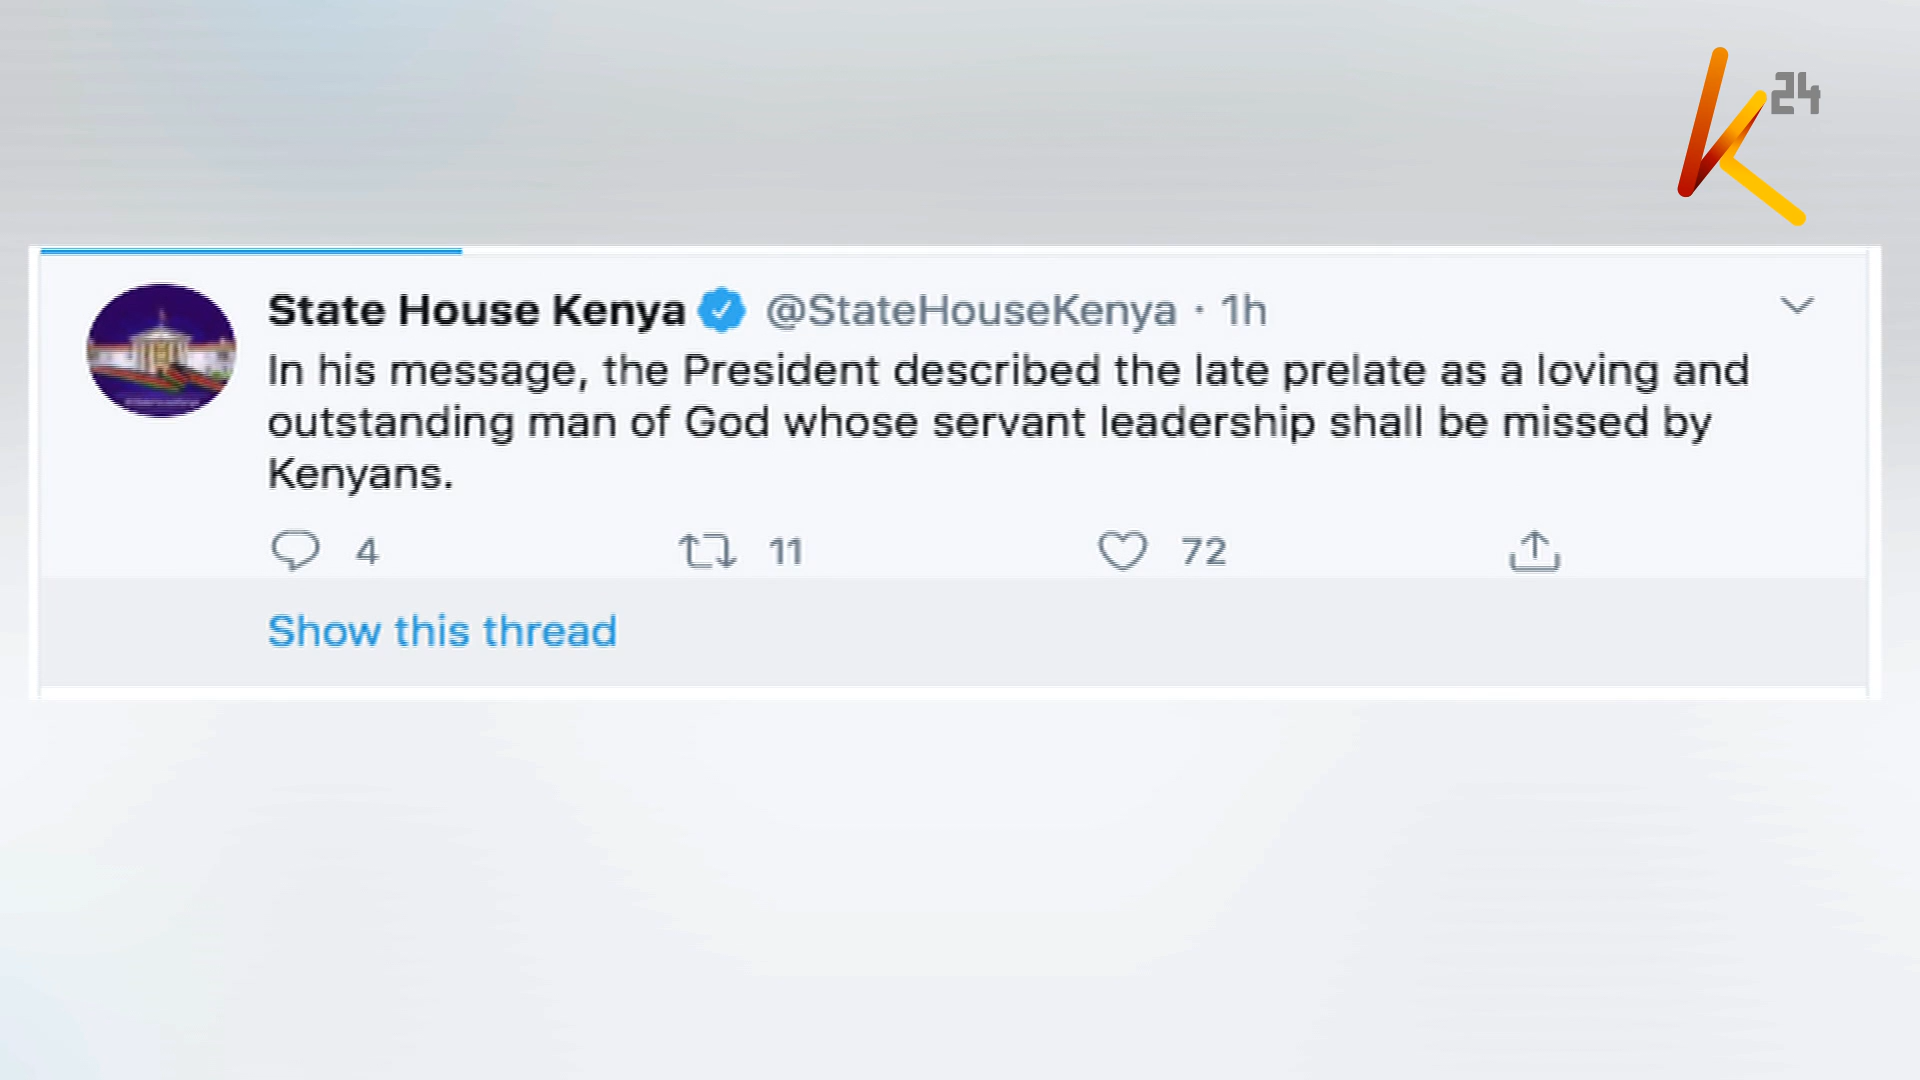 K24
State House Kenya @StateHouseKenya · 1h
In his message, the President described the late prelate as a loving and
outstanding man of God whose servant leadership shall be missed by
Kenyans.
4 11 72
Show this thread